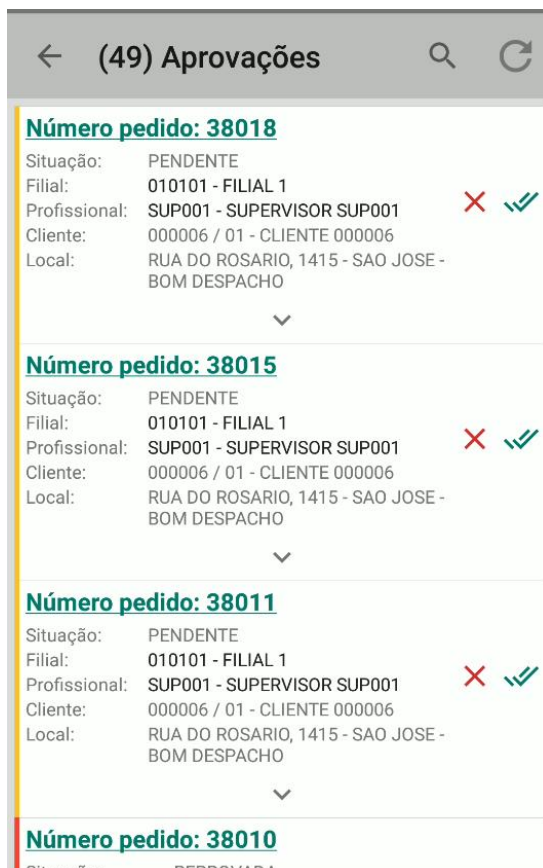 (49) Aprovações
Número pedido: 38018
Situação: PENDENTE
Filial: 010101 - FILIAL 1
Profissional: SUP001 - SUPERVISOR SUP001
Cliente: 000006 / 01 - CLIENTE 000006
Local: RUA DO ROSARIO, 1415 - SAO JOSE -
BOM DESPACHO
Número pedido: 38015
Situação: PENDENTE
Filial: 010101 - FILIAL 1
Profissional: SUP001 - SUPERVISOR SUP001
Cliente: 000006 / 01 - CLIENTE 000006
Local: RUA DO ROSARIO, 1415 - SAO JOSE -
BOM DESPACHO
Número pedido: 38011
Situação: PENDENTE
Filial: 010101 - FILIAL 1
Profissional: SUP001 - SUPERVISOR SUP001
Cliente: 000006 / 01 - CLIENTE 000006
Local: RUA DO ROSARIO, 1415 - SAO JOSE -
BOM DESPACHO
Número pedido: 38010